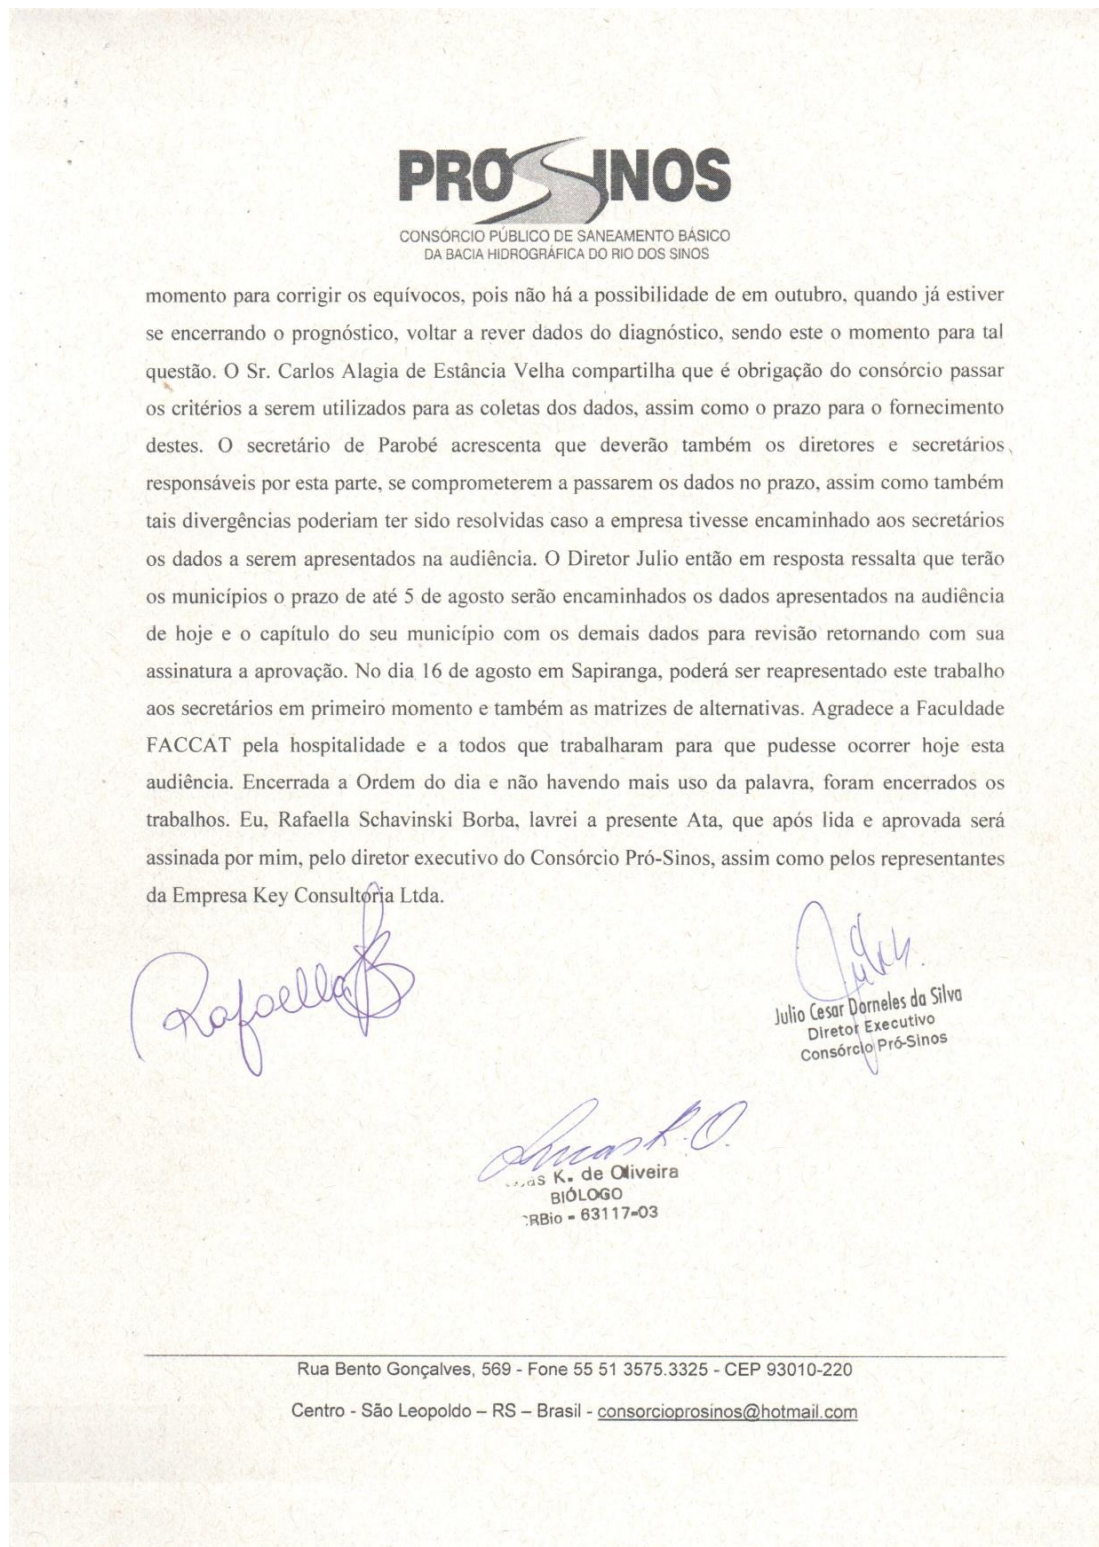 PRÓSINOS
CONSÓRCIO PÚBLICO DE SANEAMENTO BÁSICO
DA BACIA HIDROGRÁFICA DO RIO DOS SINOS
momento para corrigir os equívocos, pois não há a possibilidade de em outubro, quando já estiver
se encerrando o prognóstico, voltar a rever dados do diagnóstico, sendo este o momento para tal
questão. O Sr. Carlos Alagia de Estância Velha compartilha que é obrigação do consórcio passar
os critérios a serem utilizados para as coletas dos dados, assim como o prazo para o fornecimento
destes. O secretário de Parobé acrescenta que deverão também os diretores e secretários,
responsáveis por esta parte, se comprometerem a passarem os dados no prazo, assim como também
tais divergências poderiam ter sido resolvidas caso a empresa tivesse encaminhado aos secretários
os dados a serem apresentados na audiência. O Diretor Julio então em resposta ressalta que terão
os municípios o prazo de até 5 de agosto serão encaminhados os dados apresentados na audiência
de hoje e o capítulo do seu município com os demais dados para revisão retornando com sua
assinatura a aprovação. No dia 16 de agosto em Sapiranga, poderá ser reapresentado este trabalho
aos secretários em primeiro momento e também as matrizes de alternativas. Agradece a Faculdade
FACCAT pela hospitalidade e a todos que trabalharam para que pudesse ocorrer hoje esta
audiência. Encerrada a Ordem do dia e não havendo mais uso da palavra, foram encerrados os
trabalhos. Eu, Rafaella Schavinski Borba, lavrei a presente Ata, que após lida e aprovada será
assinada por mim, pelo diretor executivo do Consórcio Pró-Sinos, assim como pelos representantes
da Empresa Key Consultoria Ltda.
Rafaella B
Julio Cesar Dorneles da Silva
Diretor Executivo
Consórcio Pró-Sinos
Lucas K. O.
K. de Oliveira
BIÓLOGO
RBio - 63117-03
Rua Bento Gonçalves, 569 - Fone 55 51 3575.3325 - CEP 93010-220
Centro - São Leopoldo – RS – Brasil - consorcioprosinos@hotmail.com